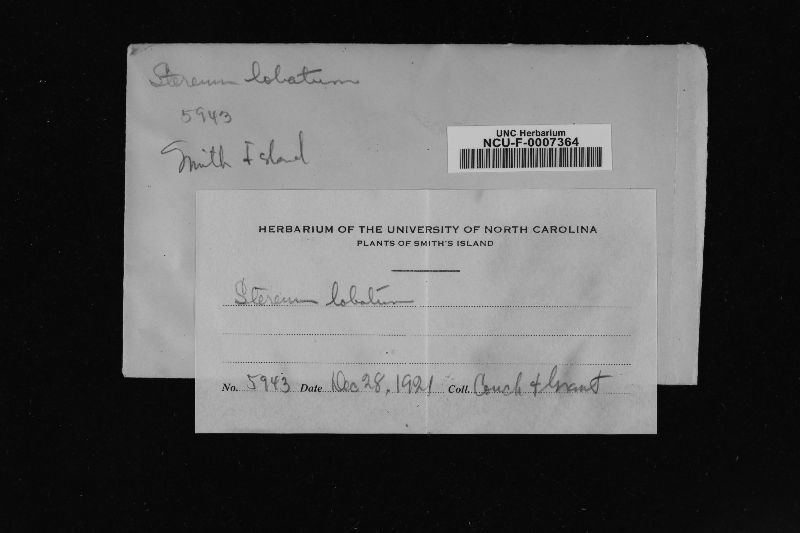 Stereum lobatum
5943
Smith Island
UNC Herbarium
NCU-F-0007364
HERBARIUM OF THE UNIVERSITY OF NORTH CAROLINA
PLANTS OF SMITH'S ISLAND
Stereum lobatum
No. 5943 Date Dec 28, 1921 Coll. Couch & Grant